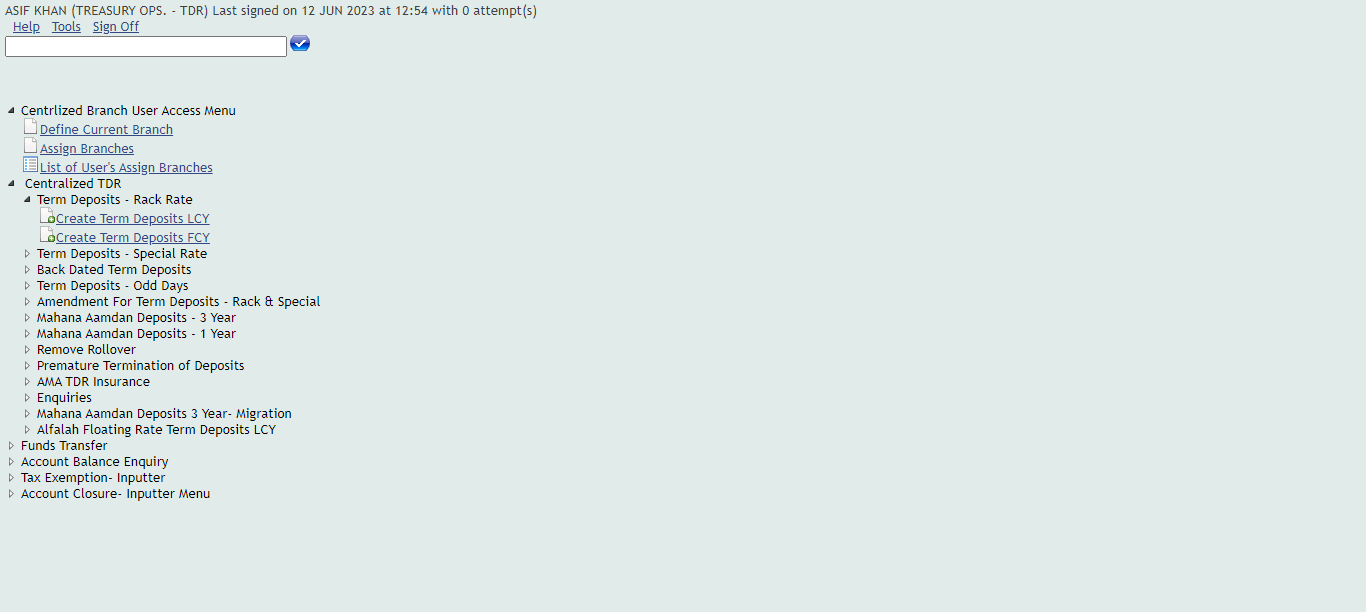 ASIF KHAN (TREASURY OPS. - TDR) Last signed on 12 JUN 2023 at 12:54 with 0 attempt(s)
Help Tools Sign Off
Centrlized Branch User Access Menu
Define Current Branch
Assign Branches
List of User's Assign Branches
Centralized TDR
Term Deposits - Rack Rate
Create Term Deposits LCY
Create Term Deposits FCY
Term Deposits - Special Rate
Back Dated Term Deposits
Term Deposits - Odd Days
Amendment For Term Deposits - Rack & Special
Mahana Aamdan Deposits - 3 Year
Mahana Aamdan Deposits - 1 Year
Remove Rollover
Premature Termination of Deposits
AMA TDR Insurance
Enquiries
Mahana Aamdan Deposits 3 Year- Migration
Alfalah Floating Rate Term Deposits LCY
Funds Transfer
Account Balance Enquiry
Tax Exemption- Inputter
Account Closure- Inputter Menu